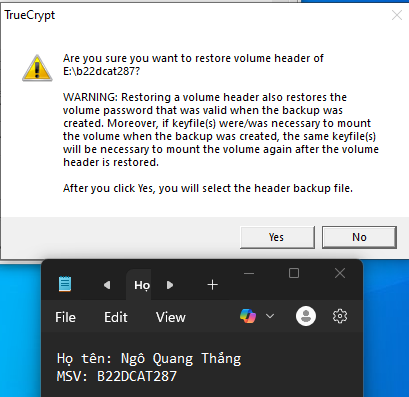 TrueCrypt
Are you sure you want to restore volume header of
E:\b22dcat287?
WARNING: Restoring a volume header also restores the
volume password that was valid when the backup was
created. Moreover, if keyfile(s) were/was necessary to mount
the volume when the backup was created, the same keyfile(s)
will be necessary to mount the volume again after the volume
header is restored.
After you click Yes, you will select the header backup file.
Yes No
Họ
File Edit View
Họ tên: Ngô Quang Thắng
MSV: B22DCAT287